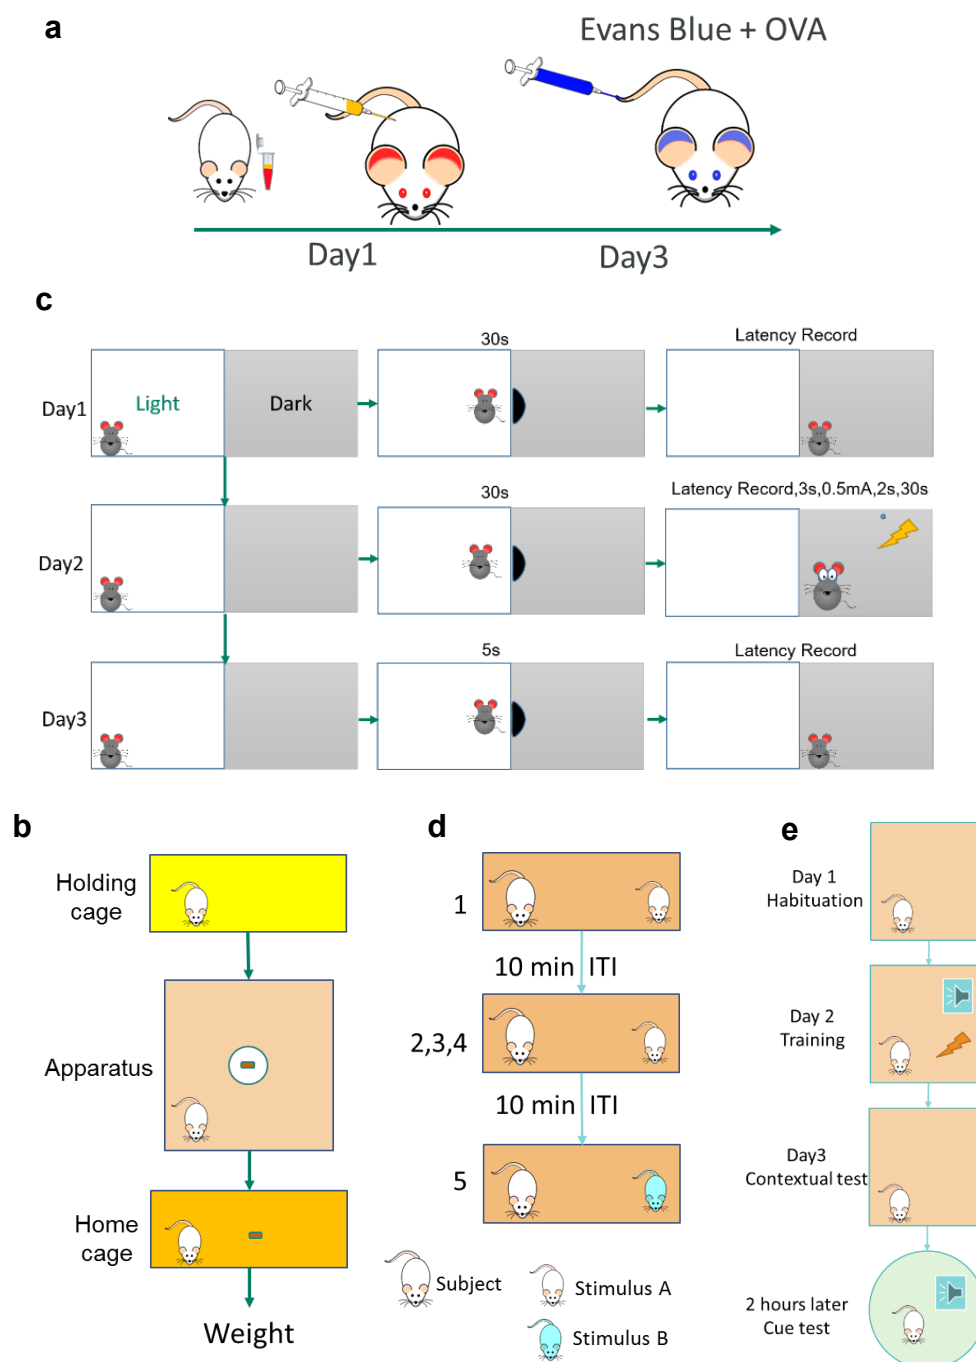 a
Evans Blue + OVA
Day1
Day3
c
30s
Latency Record
Day1
Light
Dark
30s
Latency Record,3s,0.5mA,2s,30s
Day2
5s
Latency Record
Day3
b
Holding
cage
Apparatus
Home
cage
Weight
d
1
10 min ITI
2,3,4
10 min ITI
5
Subject
Stimulus A
Stimulus B
e
Day 1
Habituation
Day 2
Training
Day3
Contextual test
2 hours later
Cue test